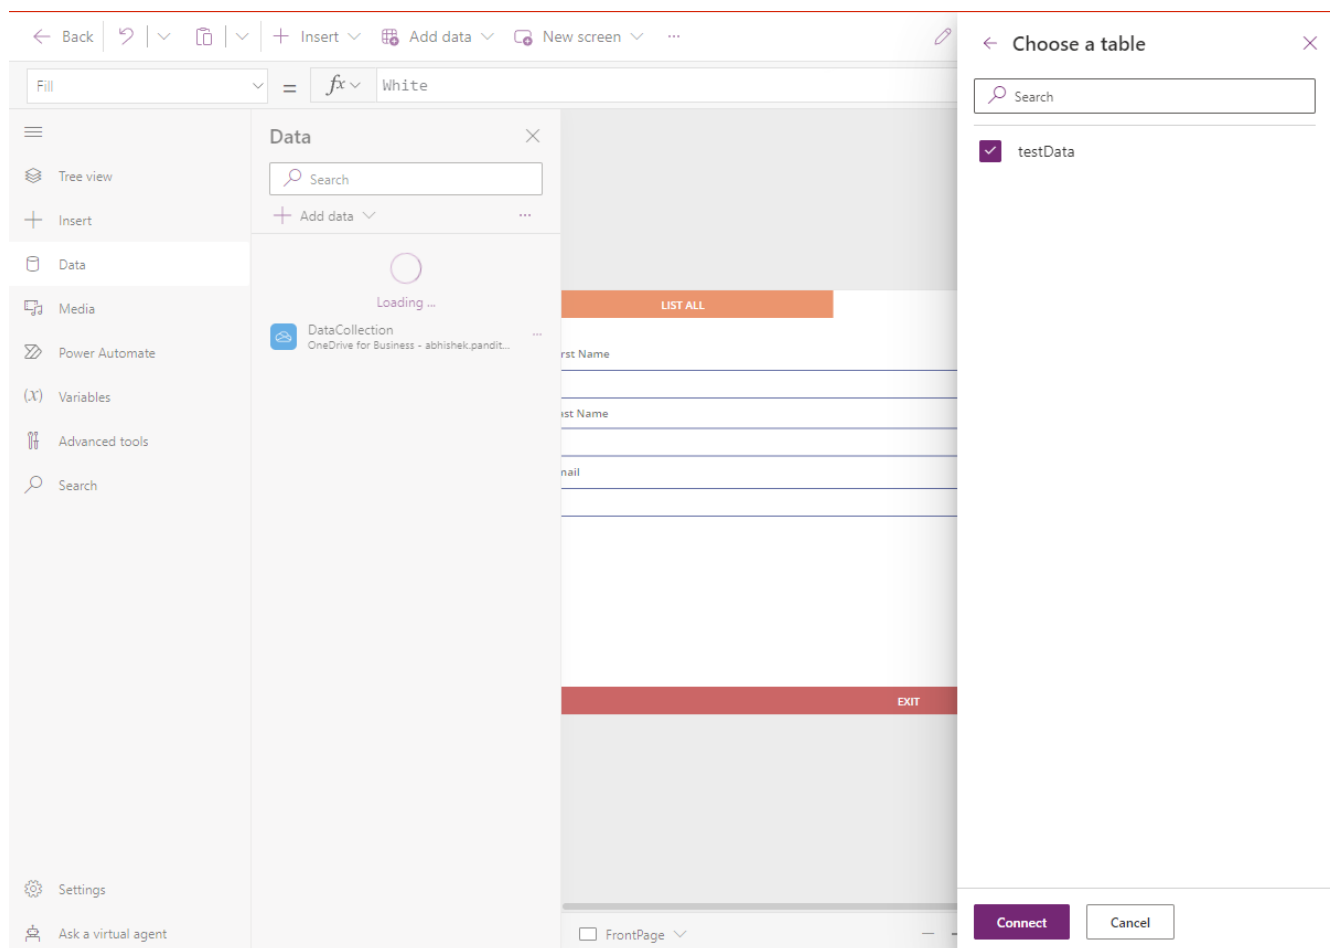 Back
Insert
Add data
New screen
...
Fill
=
fx
White
Tree view
Insert
Data
Media
Power Automate
(x) Variables
Advanced tools
Search
Settings
Ask a virtual agent
Data
Search
Add data
...
Loading ...
DataCollection
...
OneDrive for Business - abhishek.pandit...
LIST ALL
rst Name
ast Name
mail
EXIT
FrontPage
Choose a table
Search
testData
Connect
Cancel